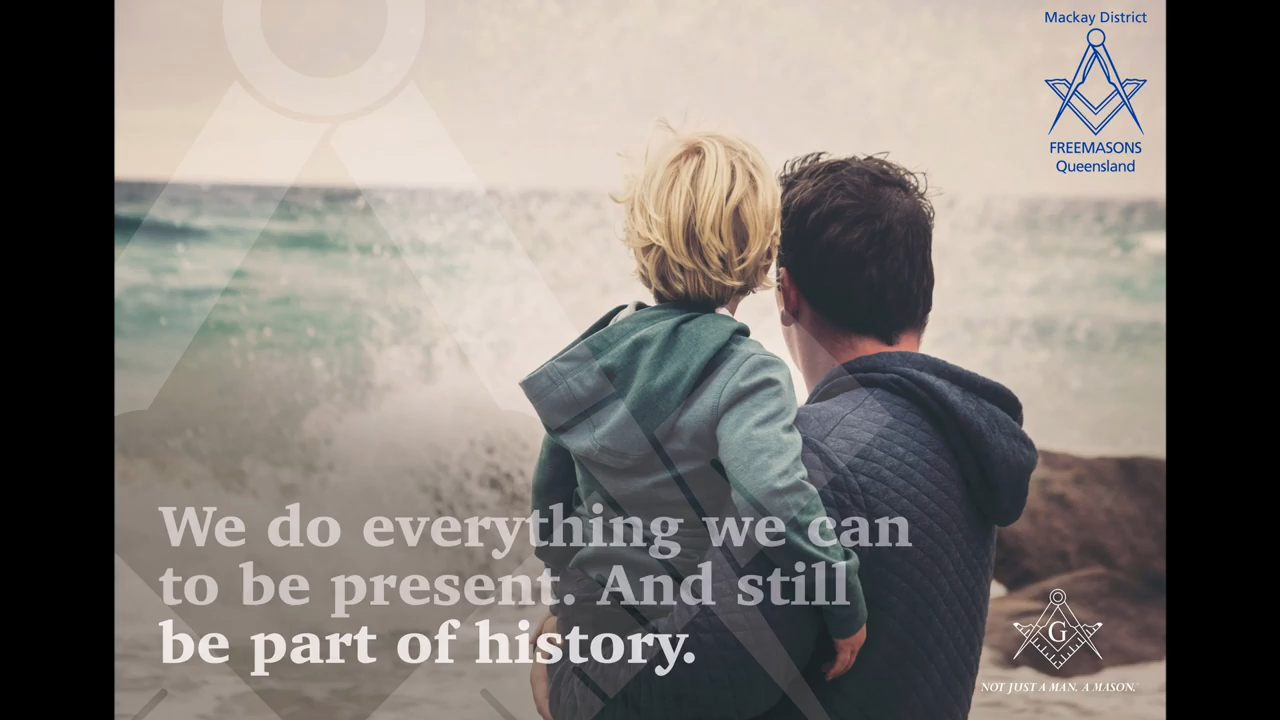 Mackay District
FREEMASONS
Queensland
We do everything we can
to be present. And still
be part of history.
G
NOT JUST A MAN. A MASON.